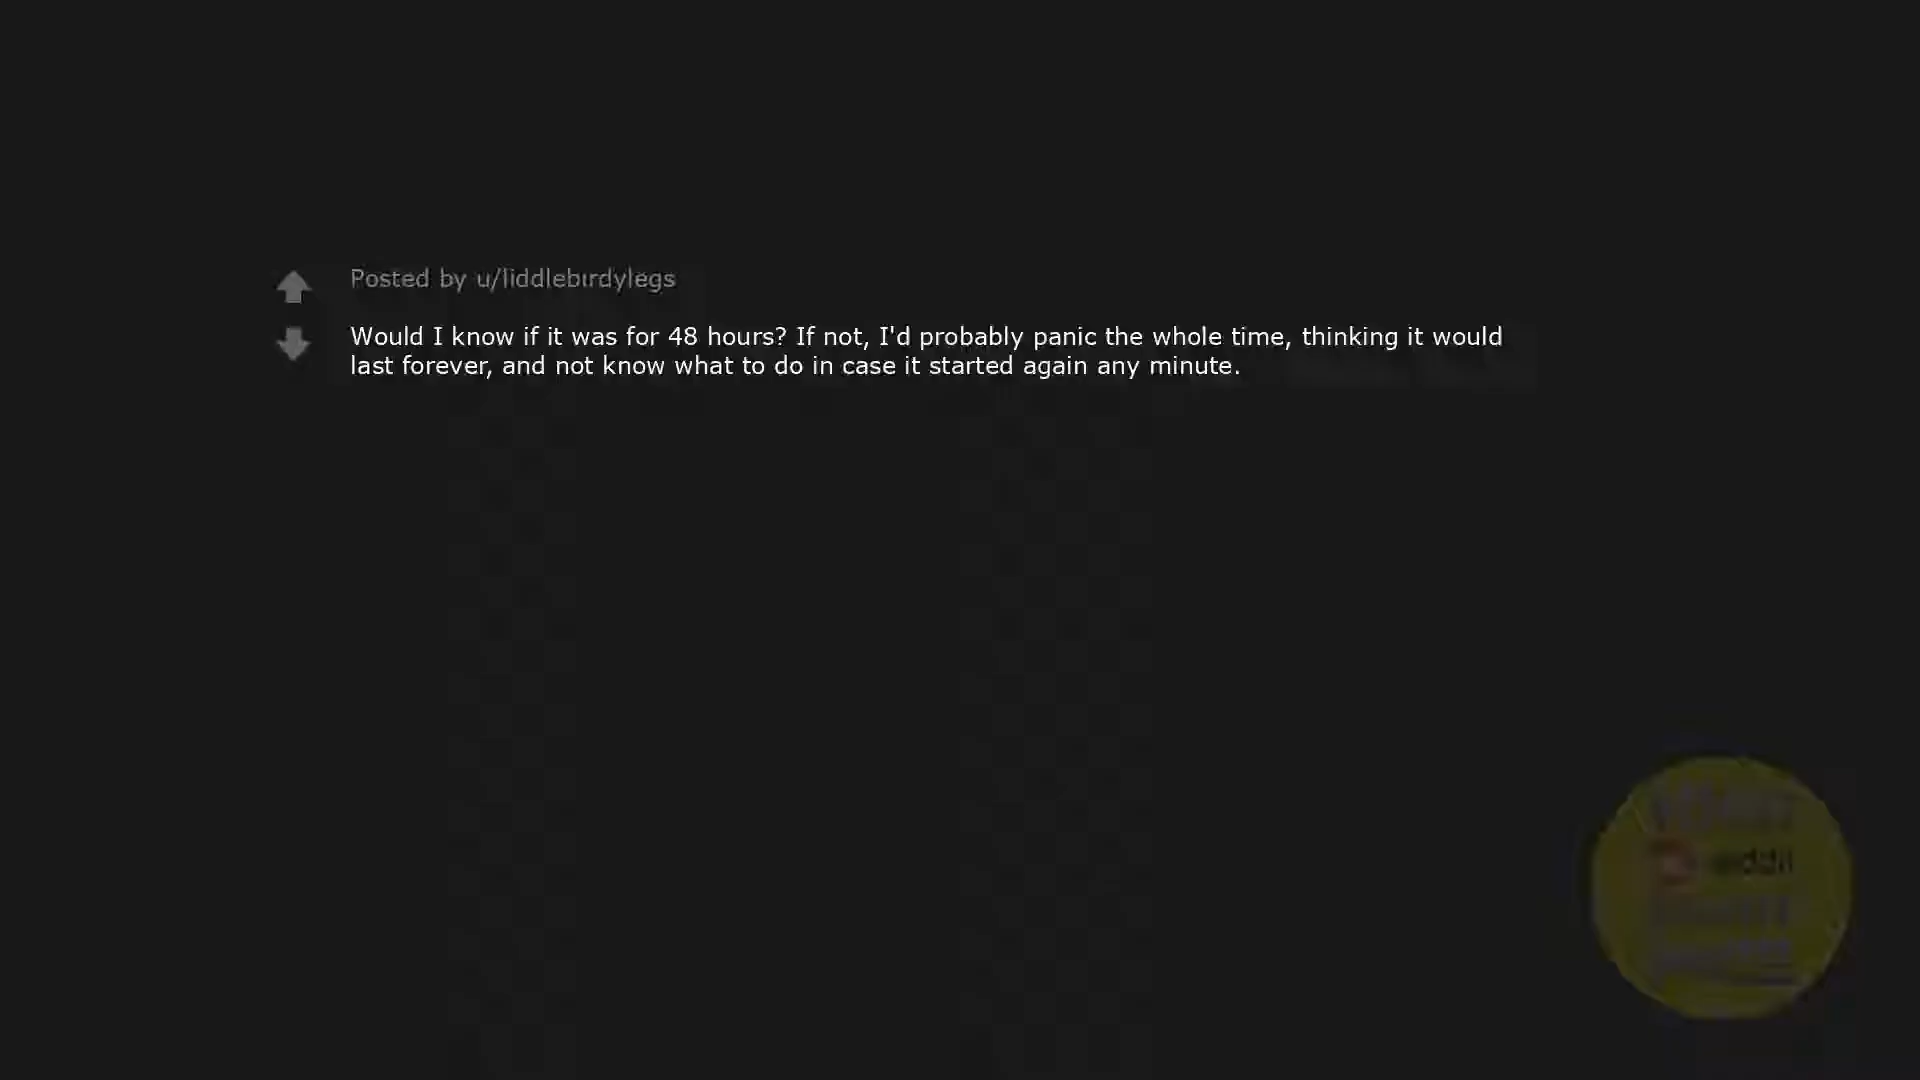 Posted by u/liddlebirdylegs
Would I know if it was for 48 hours? If not, I'd probably panic the whole time, thinking it would
last forever, and not know what to do in case it started again any minute.